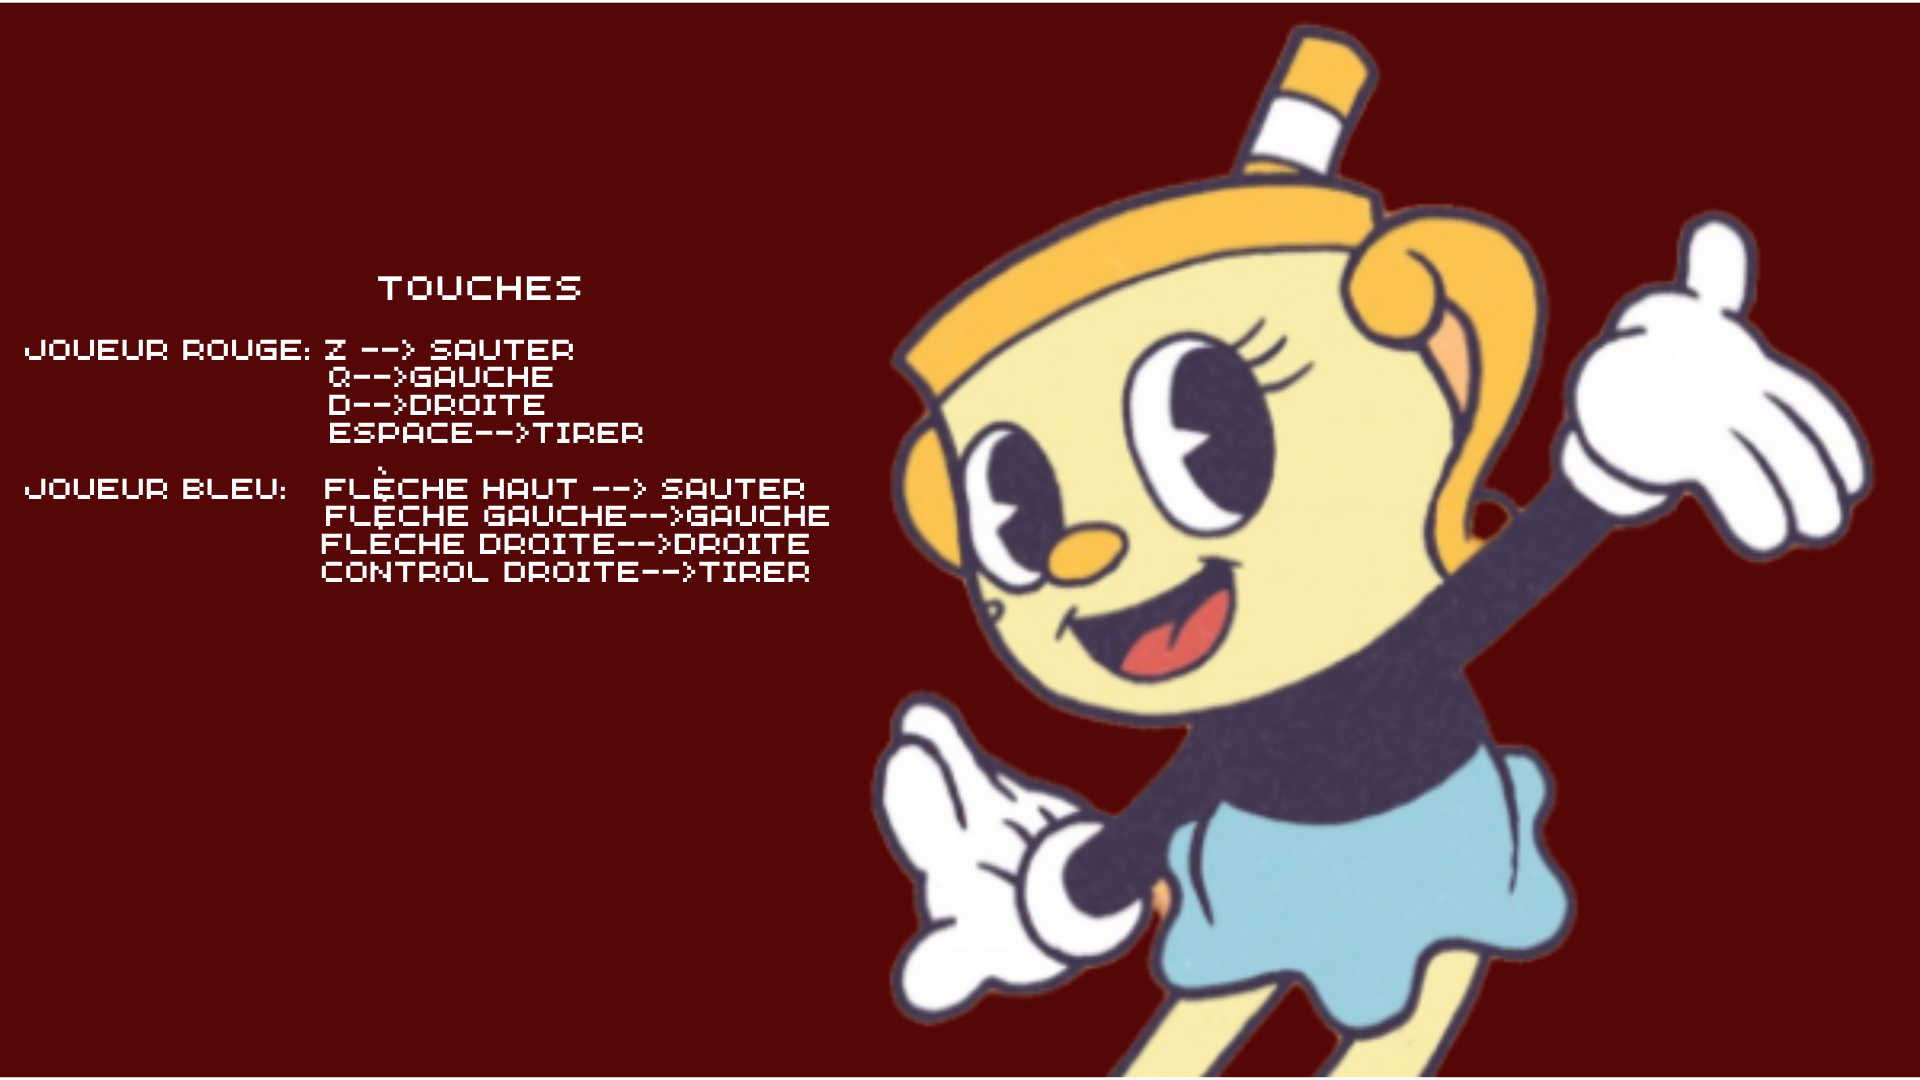 TOUCHES
JOUEUR ROUGE: Z --> SAUTER
Q-->GAUCHE
D-->DROITE
ESPACE-->TIRER
JOUEUR BLEU: FLÈCHE HAUT --> SAUTER
FLÈCHE GAUCHE-->GAUCHE
FLÈCHE DROITE-->DROITE
CONTROL DROITE-->TIRER